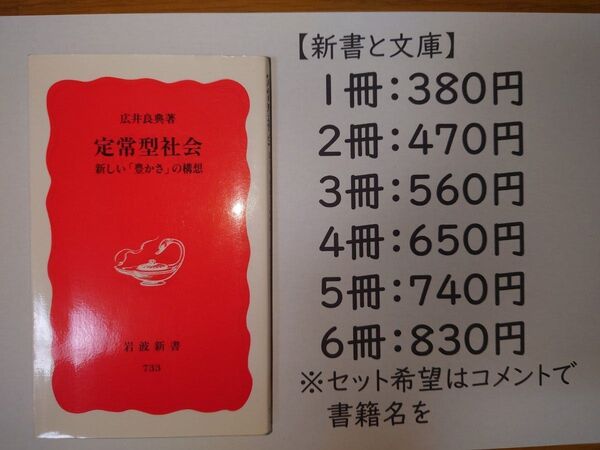 広井良典著
定常型社会
新しい「豊かさ」の構想
岩波新書
733
【新書と文庫】
1冊：380円
2冊：470円
3冊：560円
4冊：650円
5冊：740円
6冊：830円
※セット希望はコメントで
書籍名を